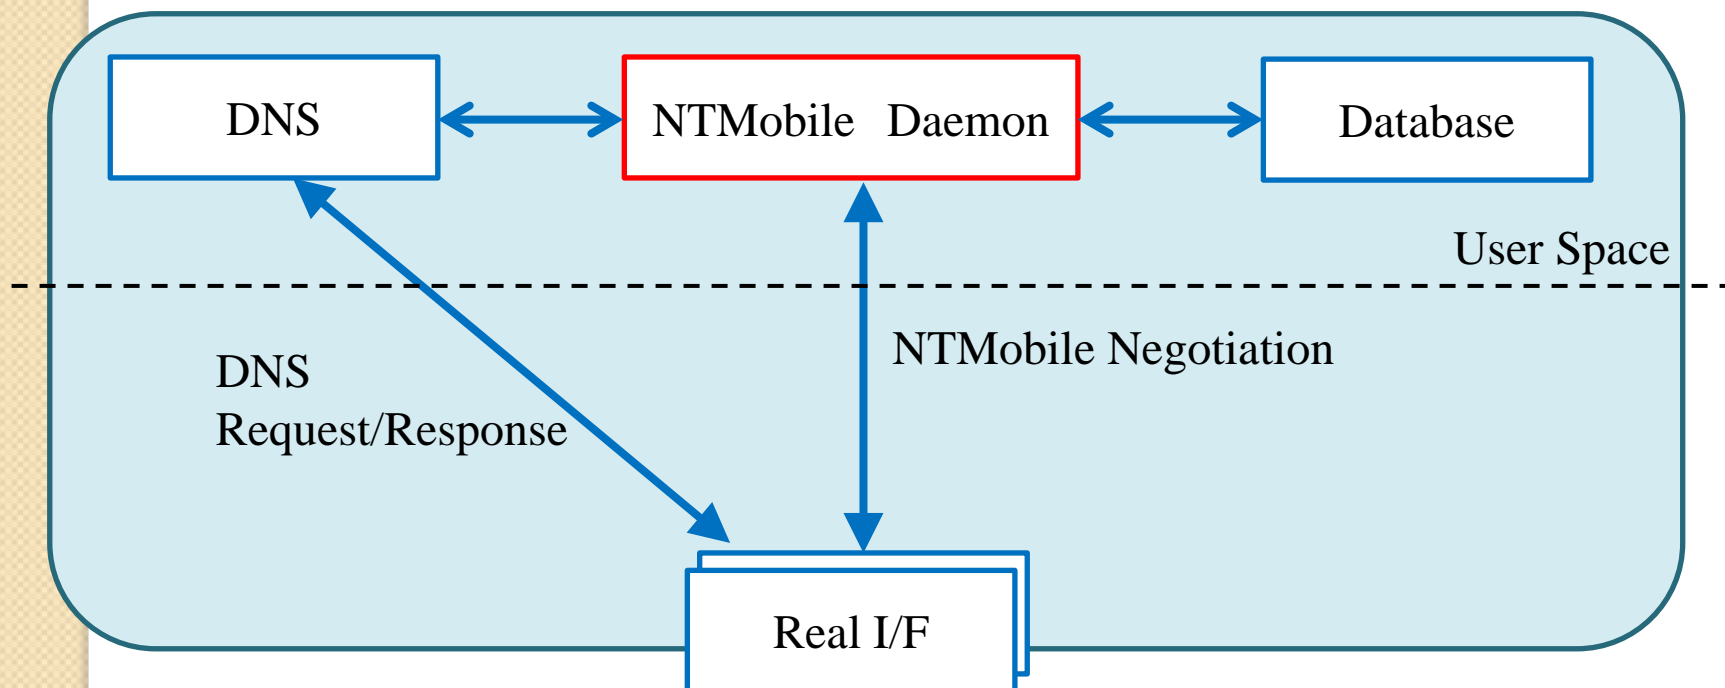 DNS
NTMobile Daemon
Database
User Space
NTMobile Negotiation
DNS
Request/Response
Real I/F